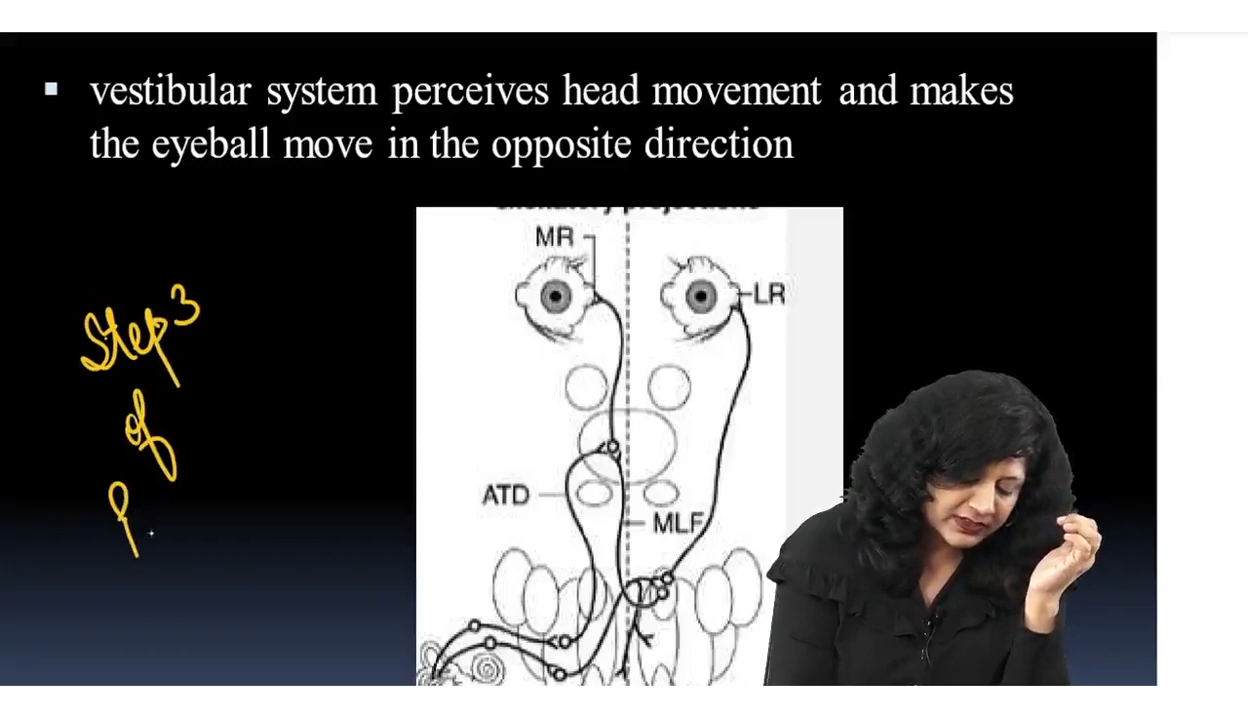 ▪ vestibular system perceives head movement and makes
the eyeball move in the opposite direction
MR
LR
ATD
MLF
Step 3
of
P